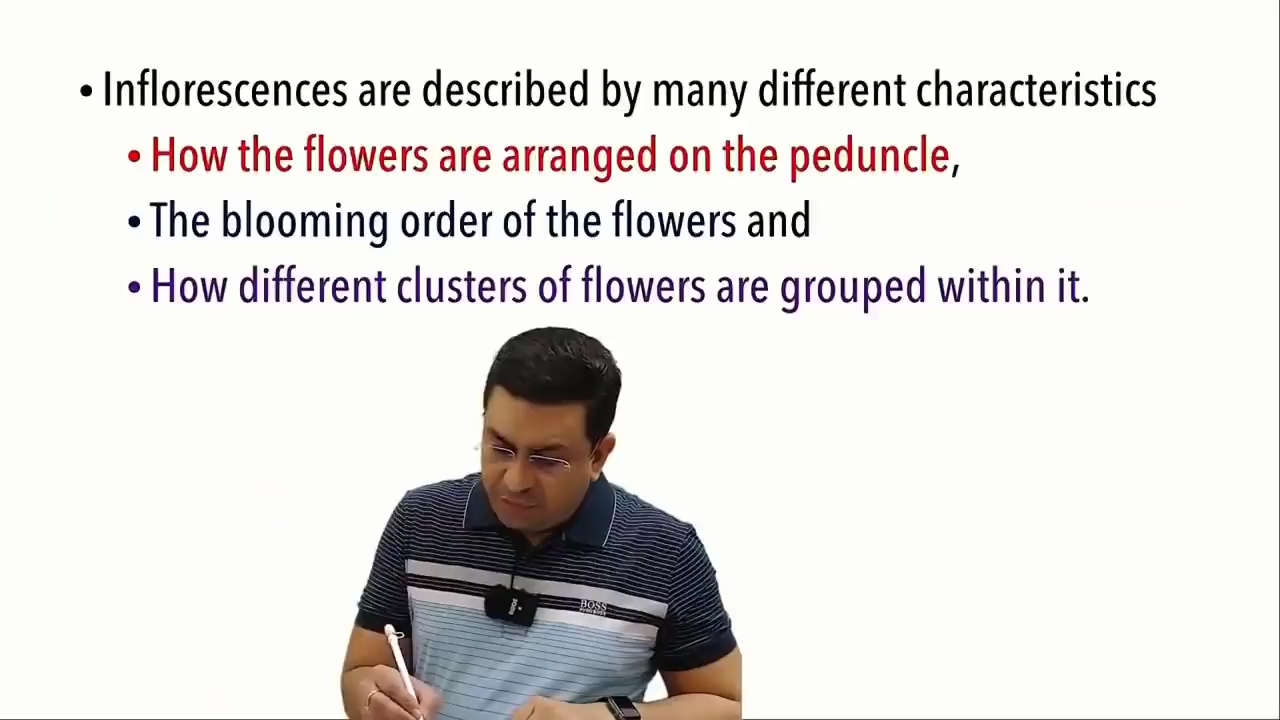 • Inflorescences are described by many different characteristics
• How the flowers are arranged on the peduncle,
• The blooming order of the flowers and
• How different clusters of flowers are grouped within it.
BOSS